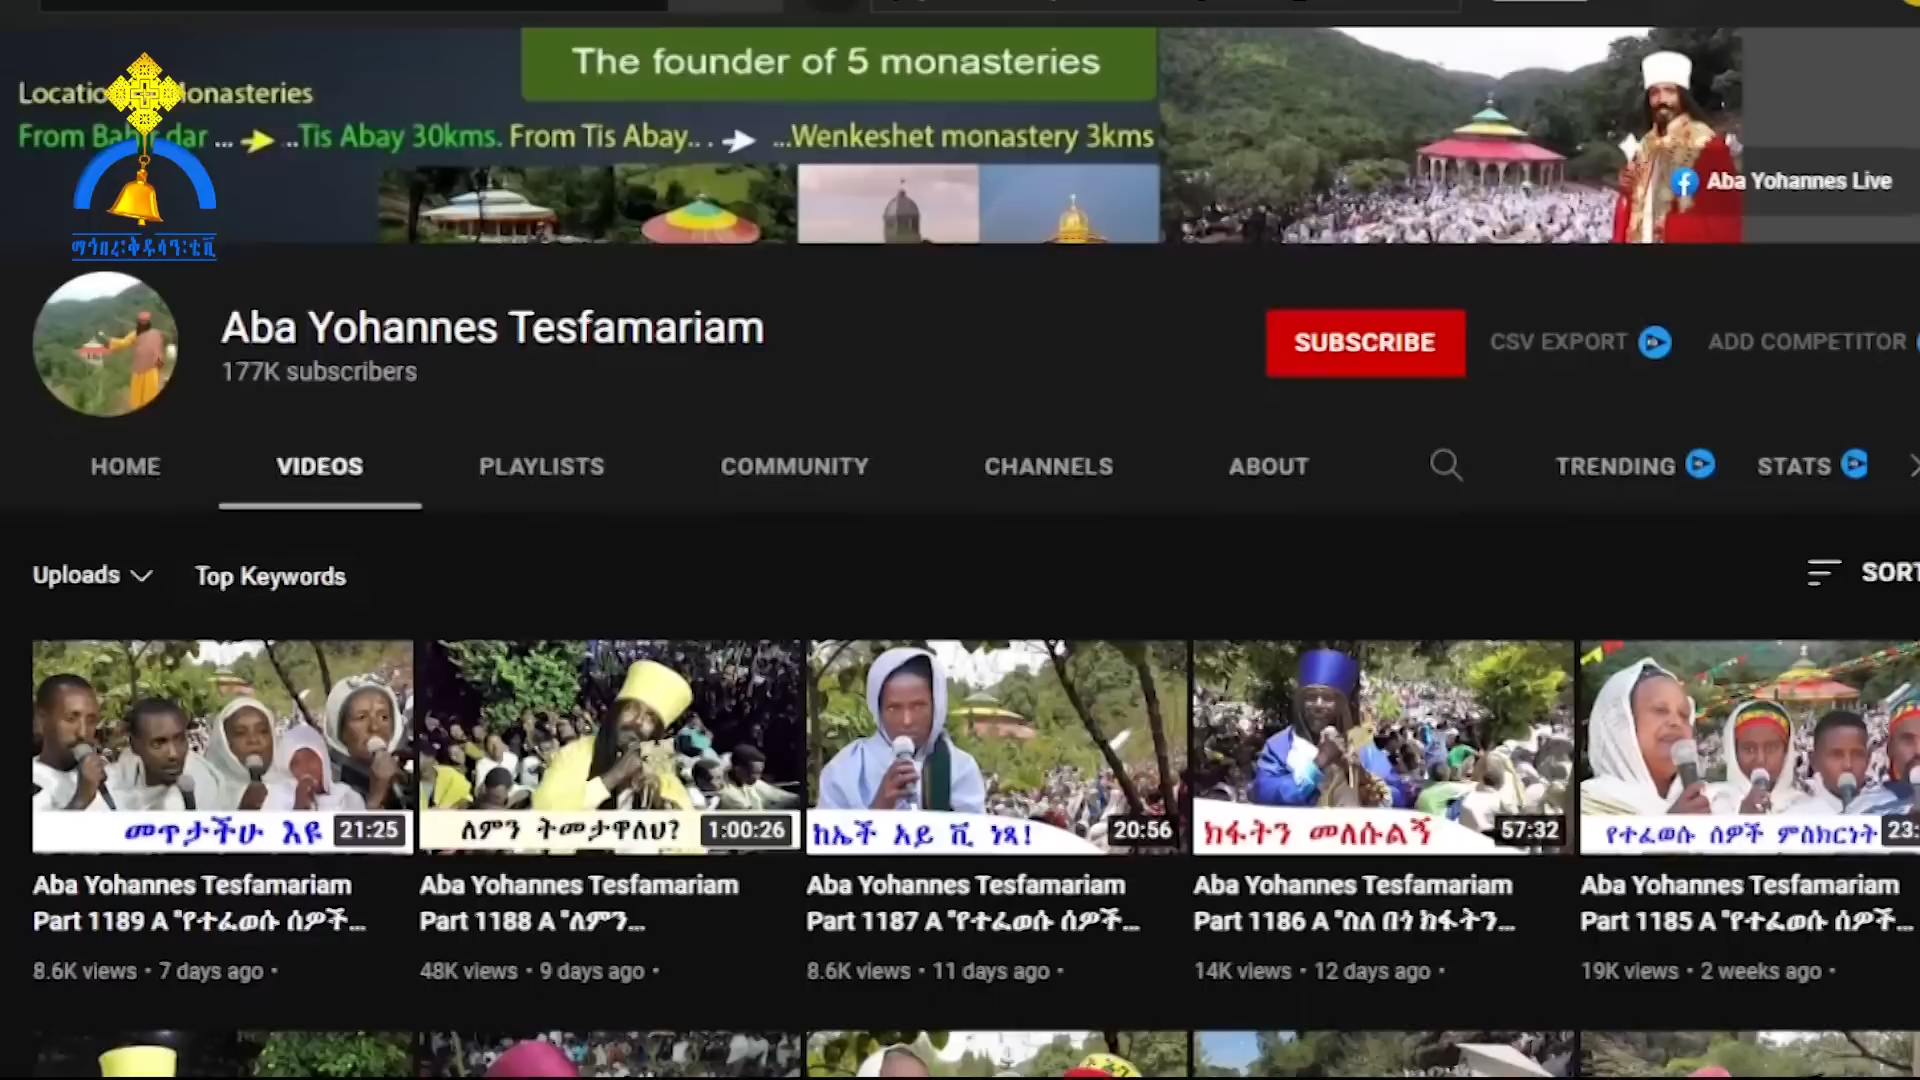 The founder of 5 monasteries
From Bahir dar ... ..Tis Abay 30kms. From Tis Abay.. . ...Wenkeshet monastery 3kms
Aba Yohannes Live
ማኅበረ፡ቅዱሳን፡ቲቪ
Aba Yohannes Tesfamariam
177K subscribers
SUBSCRIBE
CSV EXPORT
ADD COMPETITOR
HOME
VIDEOS
PLAYLISTS
COMMUNITY
CHANNELS
ABOUT
TRENDING
STATS
Uploads
Top Keywords
SORT
መጥታችሁ እዩ 21:25
ለምን ትመታዋለህ? 1:00:26
ከኤች አይ ቪ ነጻ! 20:56
ክፋትን መለሱልኝ 57:32
የተፈወሱ ሰዎች ምስክርነት 23:
Aba Yohannes Tesfamariam
Part 1189 A "የተፈወሱ ሰዎች...
8.6K views • 7 days ago •
Aba Yohannes Tesfamariam
Part 1188 A "ለምን...
48K views • 9 days ago •
Aba Yohannes Tesfamariam
Part 1187 A "የተፈወሱ ሰዎች...
8.6K views • 11 days ago •
Aba Yohannes Tesfamariam
Part 1186 A "ስለ በጎ ክፋትን...
14K views • 12 days ago •
Aba Yohannes Tesfamariam
Part 1185 A "የተፈወሱ ሰዎች...
19K views • 2 weeks ago •